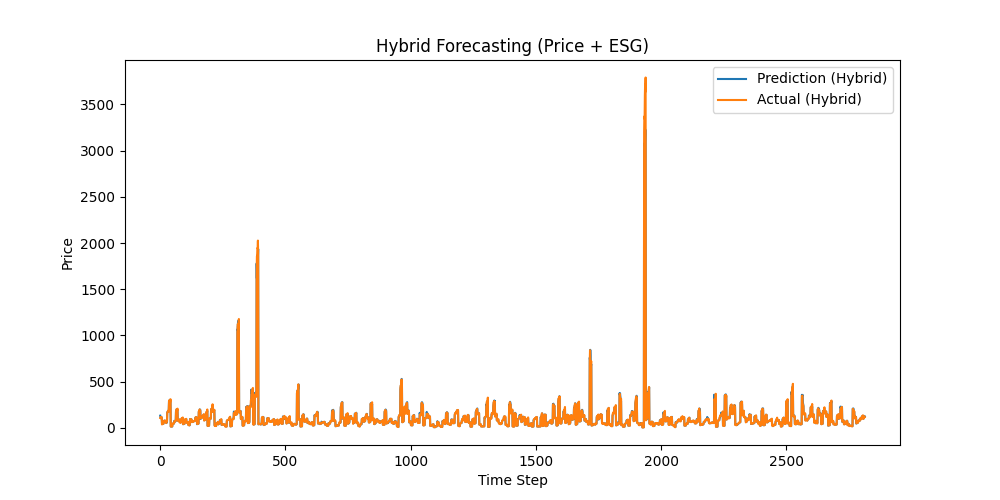 Hybrid Forecasting (Price + ESG)
Prediction (Hybrid)
Actual (Hybrid)
3500
3000
2500
2000
1500
1000
500
0
Price
0 500 1000 1500 2000 2500
Time Step